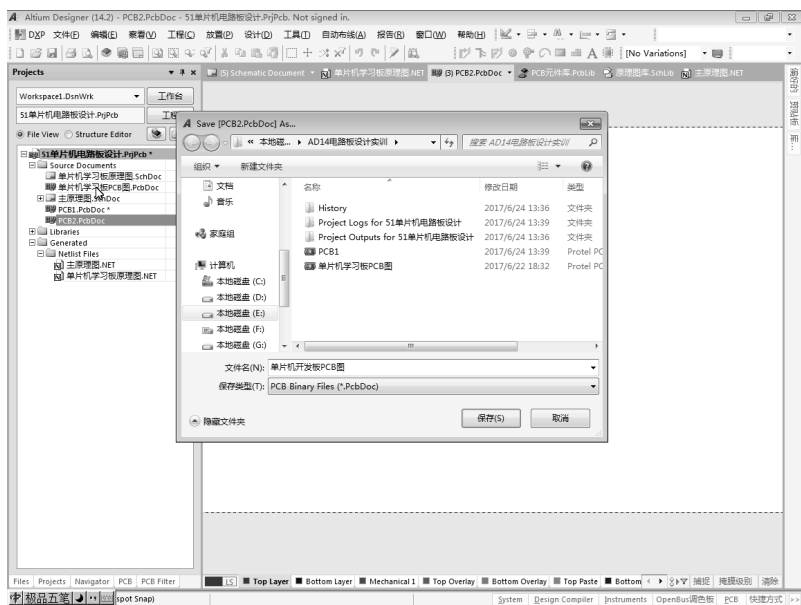 Altium Designer (14.2) - PCB2.PcbDoc - 51单片机电路板设计.PrjPcb. Not signed in.
DXP 文件(F) 编辑(E) 察看(V) 工程(C) 放置(P) 设计(D) 工具(T) 自动布线(A) 报告(R) 窗口(W) 帮助(H)
[No Variations]
Projects
(5) Schematic Document 单片机学习板原理图.NET (3) PCB2.PcbDoc PCB元件库.PcbLib 原理图库.SchLib 主原理图.NET
Workspace1.DsnWrk 工作台
51单片机电路板设计.PrjPcb 工程
File View Structure Editor
51单片机电路板设计.PrjPcb *
Source Documents
单片机学习板原理图.SchDoc
单片机学习板PCB图.PcbDoc
主原理图.SchDoc
PCB1.PcbDoc *
PCB2.PcbDoc
Libraries
Generated
Netlist Files
主原理图.NET
单片机学习板原理图.NET
Save [PCB2.PcbDoc] As...
« 本地磁... AD14电路板设计实训
搜索 AD14电路板设计实训
组织 新建文件夹
文档
音乐
家庭组
计算机
本地磁盘 (C:)
本地磁盘 (D:)
本地磁盘 (E:)
本地磁盘 (F:)
本地磁盘 (G:)
名称 修改日期 类型
History 2017/6/24 13:36 文件夹
Project Logs for 51单片机电路板设计 2017/6/24 13:39 文件夹
Project Outputs for 51单片机电路板设计 2017/6/24 13:36 文件夹
PCB1 2017/6/24 13:39 Protel PC
单片机学习板PCB图 2017/6/22 18:32 Protel PC
文件名(N): 单片机开发板PCB图
保存类型(T): PCB Binary Files (*.PcbDoc)
隐藏文件夹 保存(S) 取消
偏好的
剪贴板
库...
Files Projects Navigator PCB PCB Filter
LS Top Layer Bottom Layer Mechanical 1 Top Overlay Bottom Overlay Top Paste Bottom 捕捉 掩膜级别 清除
极品五笔 spot Snap)
System Design Compiler Instruments OpenBus调色板 PCB 快捷方式 >>